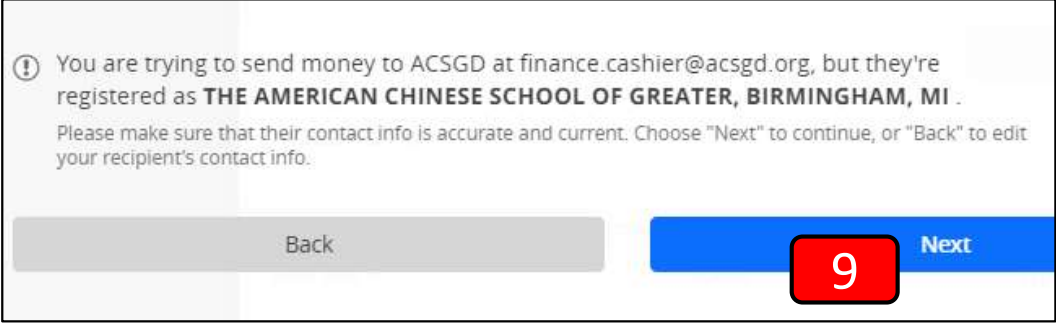 You are trying to send money to ACSGD at finance.cashier@acsgd.org, but they're
registered as THE AMERICAN CHINESE SCHOOL OF GREATER, BIRMINGHAM, MI .
Please make sure that their contact info is accurate and current. Choose "Next" to continue, or "Back" to edit
your recipient's contact info.
Back
Next
9